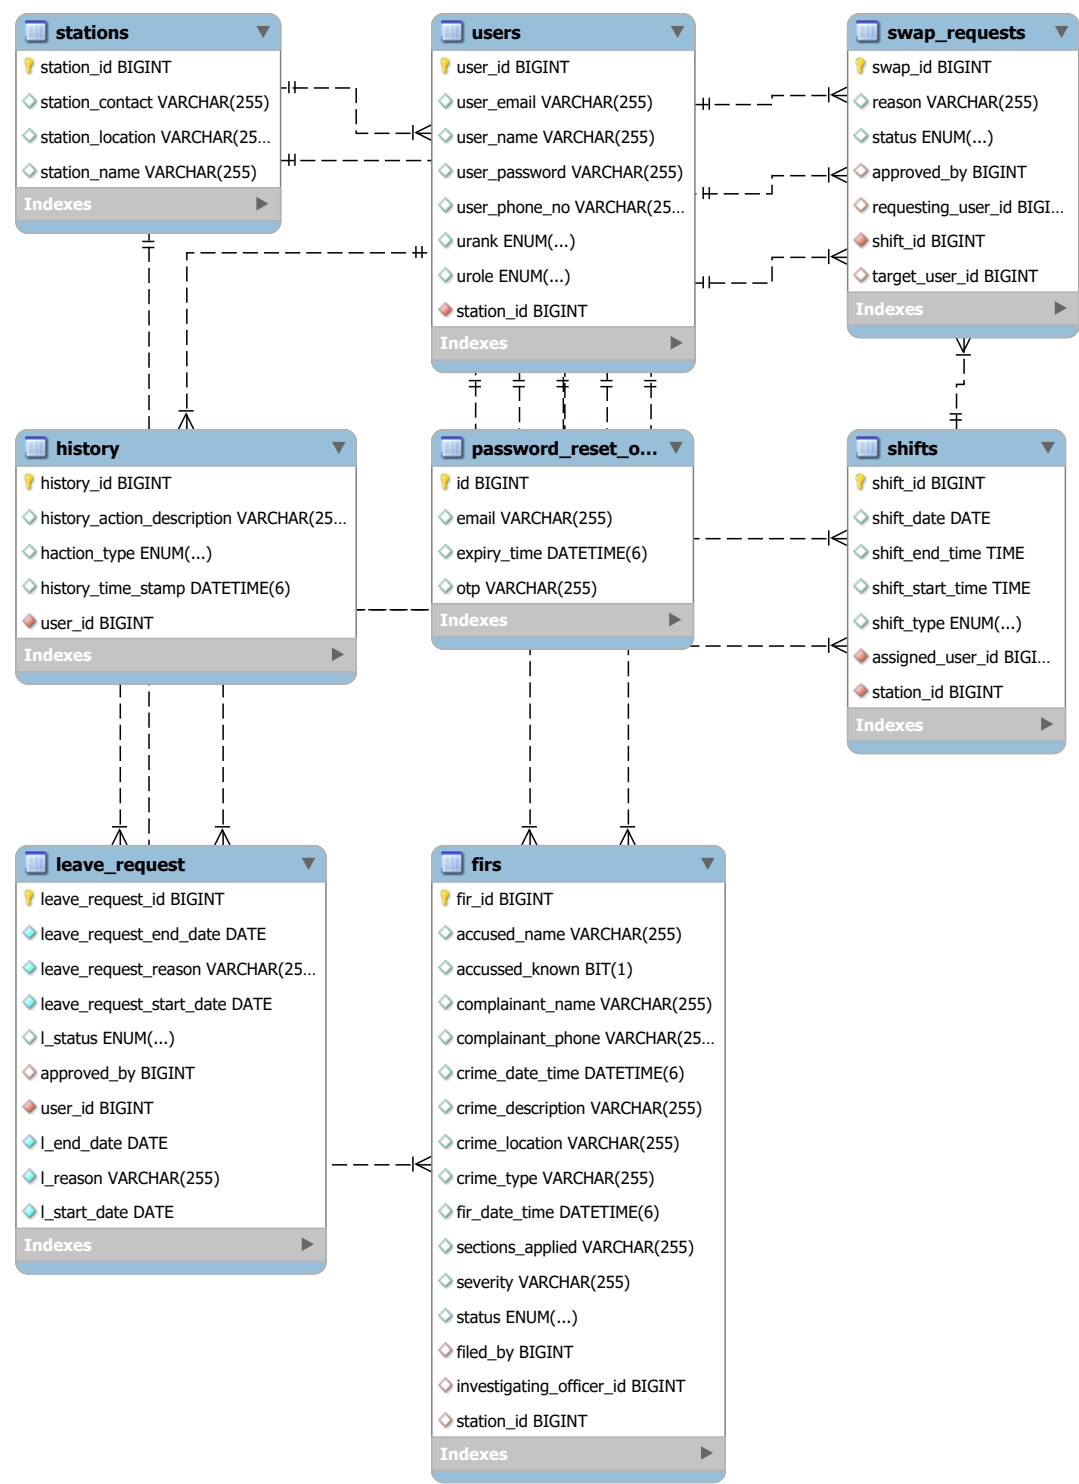 stations
station_id BIGINT
station_contact VARCHAR(255)
station_location VARCHAR(25...
station_name VARCHAR(255)
Indexes
users
user_id BIGINT
user_email VARCHAR(255)
user_name VARCHAR(255)
user_password VARCHAR(255)
user_phone_no VARCHAR(25...
urank ENUM(...)
urole ENUM(...)
station_id BIGINT
Indexes
swap_requests
swap_id BIGINT
reason VARCHAR(255)
status ENUM(...)
approved_by BIGINT
requesting_user_id BIGI...
shift_id BIGINT
target_user_id BIGINT
Indexes
history
history_id BIGINT
history_action_description VARCHAR(25...
haction_type ENUM(...)
history_time_stamp DATETIME(6)
user_id BIGINT
Indexes
password_reset_o...
id BIGINT
email VARCHAR(255)
expiry_time DATETIME(6)
otp VARCHAR(255)
Indexes
shifts
shift_id BIGINT
shift_date DATE
shift_end_time TIME
shift_start_time TIME
shift_type ENUM(...)
assigned_user_id BIGI...
station_id BIGINT
Indexes
leave_request
leave_request_id BIGINT
leave_request_end_date DATE
leave_request_reason VARCHAR(25...
leave_request_start_date DATE
l_status ENUM(...)
approved_by BIGINT
user_id BIGINT
l_end_date DATE
l_reason VARCHAR(255)
l_start_date DATE
Indexes
firs
fir_id BIGINT
accused_name VARCHAR(255)
accussed_known BIT(1)
complainant_name VARCHAR(255)
complainant_phone VARCHAR(25...
crime_date_time DATETIME(6)
crime_description VARCHAR(255)
crime_location VARCHAR(255)
crime_type VARCHAR(255)
fir_date_time DATETIME(6)
sections_applied VARCHAR(255)
severity VARCHAR(255)
status ENUM(...)
filed_by BIGINT
investigating_officer_id BIGINT
station_id BIGINT
Indexes